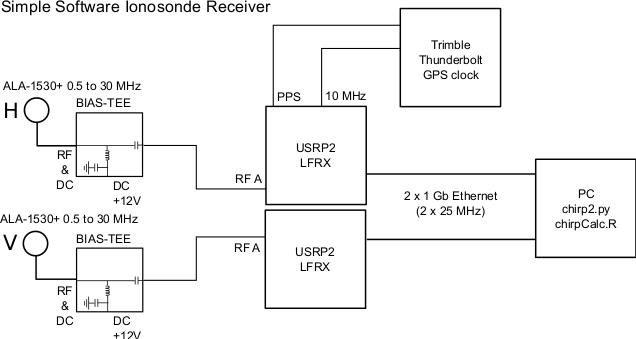 Simple Software Ionosonde Receiver
Trimble
Thunderbolt
GPS clock
ALA-1530+ 0.5 to 30 MHz
BIAS-TEE
H
RF
&
DC
DC
+12V
PPS
10 MHz
USRP2
LFRX
RF A
2 x 1 Gb Ethernet
(2 x 25 MHz)
PC
chirp2.py
chirpCalc.R
ALA-1530+ 0.5 to 30 MHz
BIAS-TEE
V
RF
&
DC
DC
+12V
RF A
USRP2
LFRX